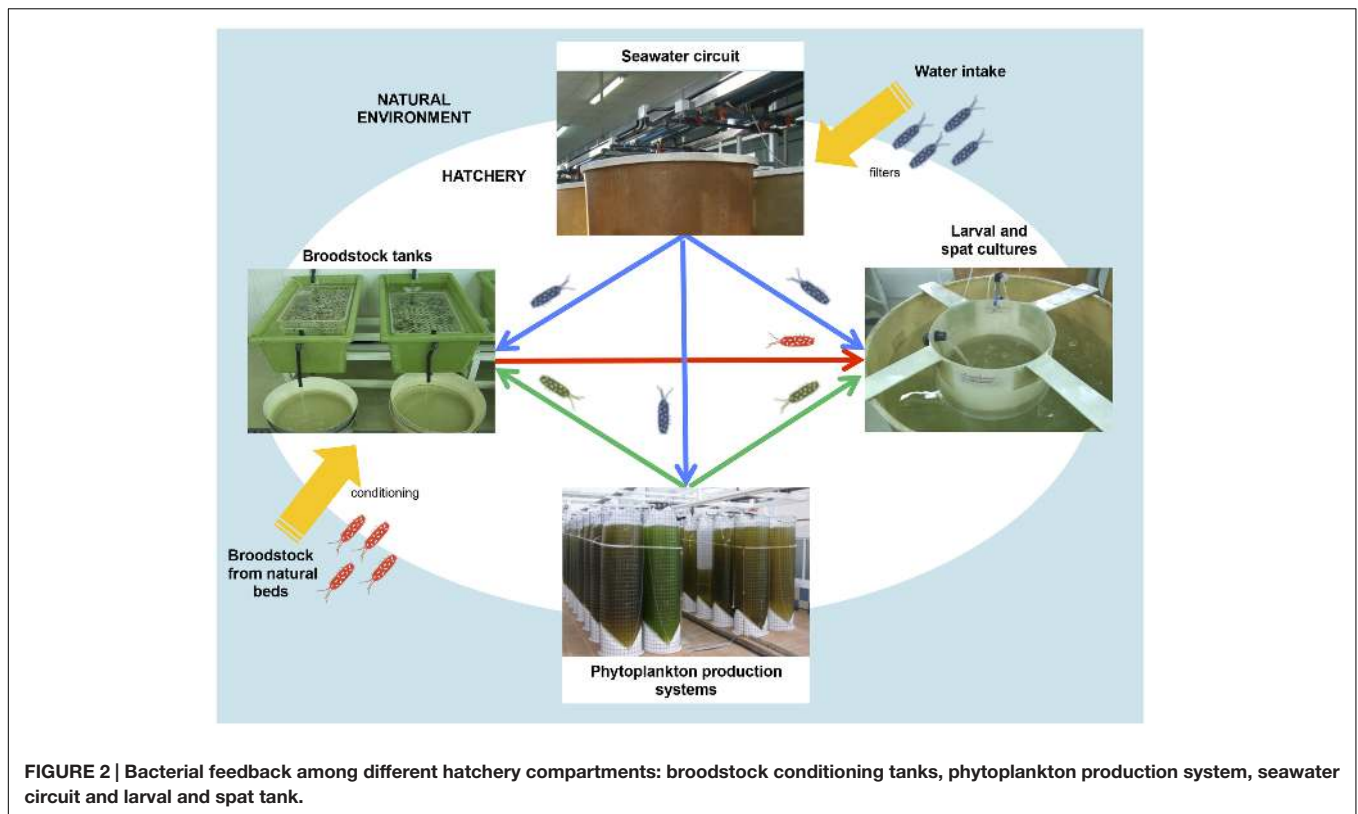 Seawater circuit
Water intake
NATURAL
ENVIRONMENT
filters
HATCHERY
Larval and
spat cultures
Broodstock tanks
conditioning
Broodstock
from natural
beds
Phytoplankton production
systems
FIGURE 2 | Bacterial feedback among different hatchery compartments: broodstock conditioning tanks, phytoplankton production system, seawater
circuit and larval and spat tank.